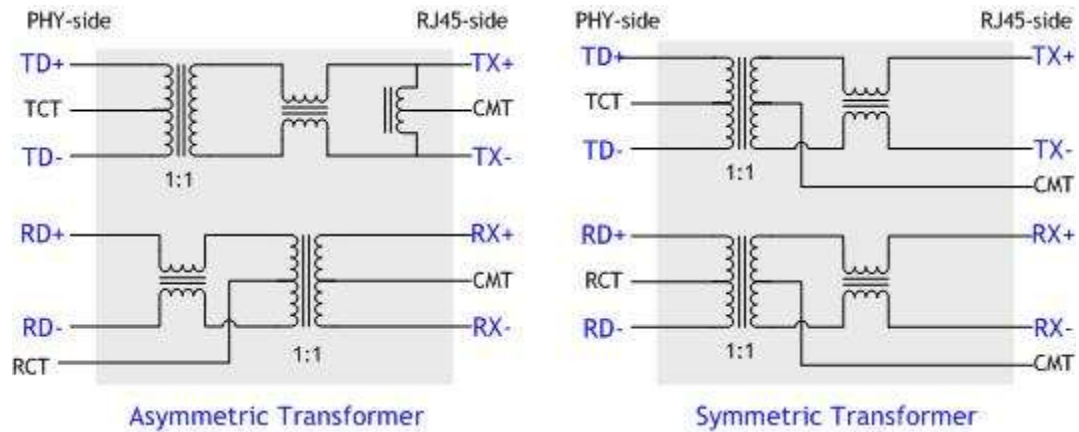 PHY-side RJ45-side
TD+ TX+
TCT CMT
TD- TX-
1:1
RD+ RX+
CMT
RD- RX-
RCT
1:1
Asymmetric Transformer
PHY-side RJ45-side
TD+ TX+
TCT
TD- TX-
1:1
CMT
RD+ RX+
RCT
RD- RX-
1:1
CMT
Symmetric Transformer